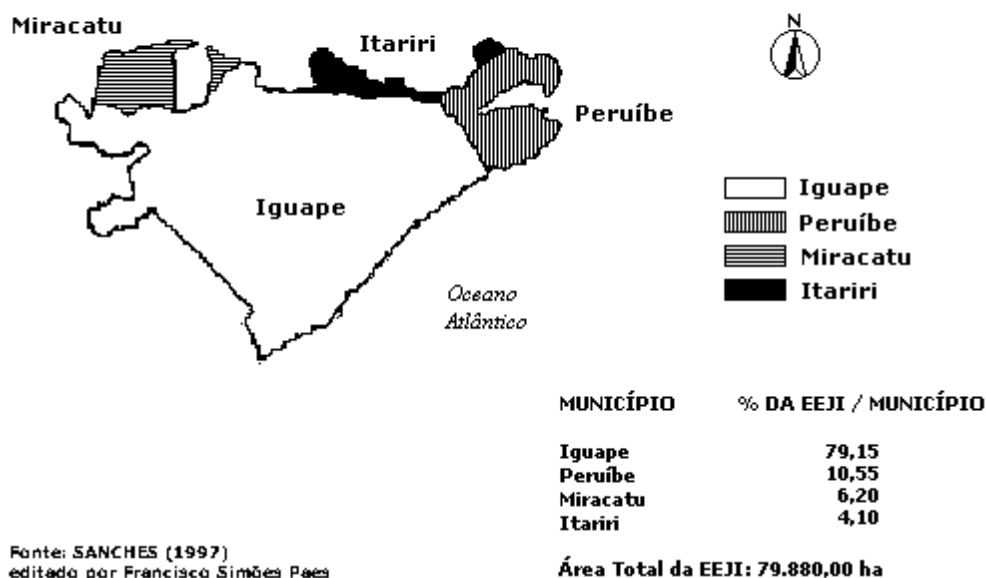 Miracatu
Itariri
N
Peruíbe
Iguape
Oceano
Atlântico
Iguape
Peruíbe
Miracatu
Itariri
MUNICÍPIO % DA EEJI / MUNICÍPIO
Iguape 79,15
Peruíbe 10,55
Miracatu 6,20
Itariri 4,10
Área Total da EEJI: 79.880,00 ha
Fonte: SANCHES (1997)
editado por Francisco Simões Paes